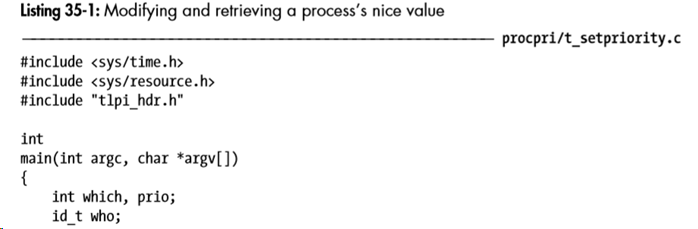 Listing 35-1: Modifying and retrieving a process's nice value
procpri/t_setpriority.c
#include <sys/time.h>
#include <sys/resource.h>
#include "tlpi_hdr.h"
int
main(int argc, char *argv[])
{
    int which, prio;
    id_t who;